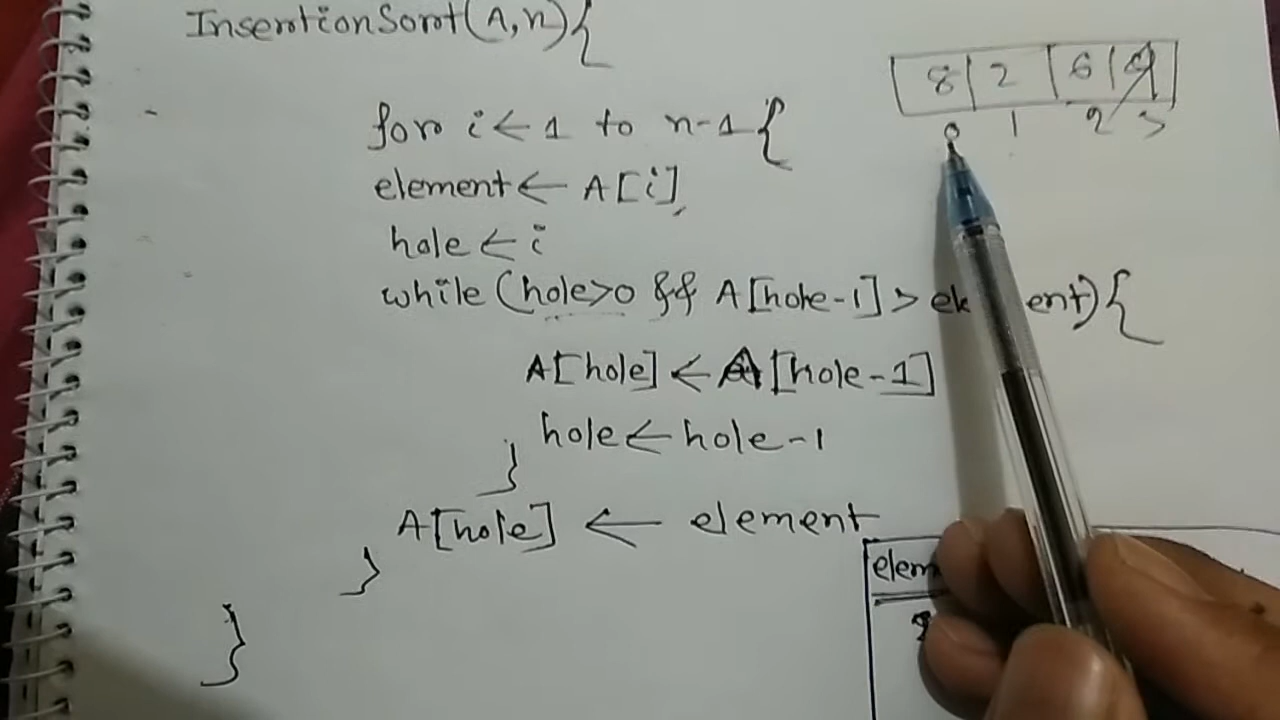 InsertionSort(A,n){
8 2 6
0 1 2 3
for i ← 1 to n-1{
element ← A[i]
hole ← i
while (hole>0 && A[hole-1] > element){
A[hole] ← A[hole-1]
hole ← hole-1
}
A[hole] ← element
}
}
elem